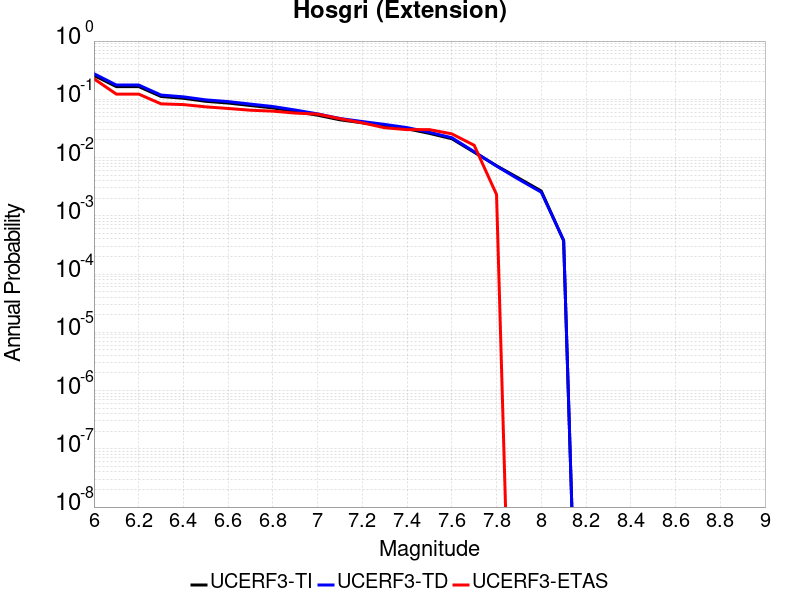 Hosgri (Extension)
10^0
10^-1
10^-2
10^-3
10^-4
10^-5
10^-6
10^-7
10^-8
Annual Probability
6 6.2 6.4 6.6 6.8 7 7.2 7.4 7.6 7.8 8 8.2 8.4 8.6 8.8 9
Magnitude
UCERF3-TI UCERF3-TD UCERF3-ETAS